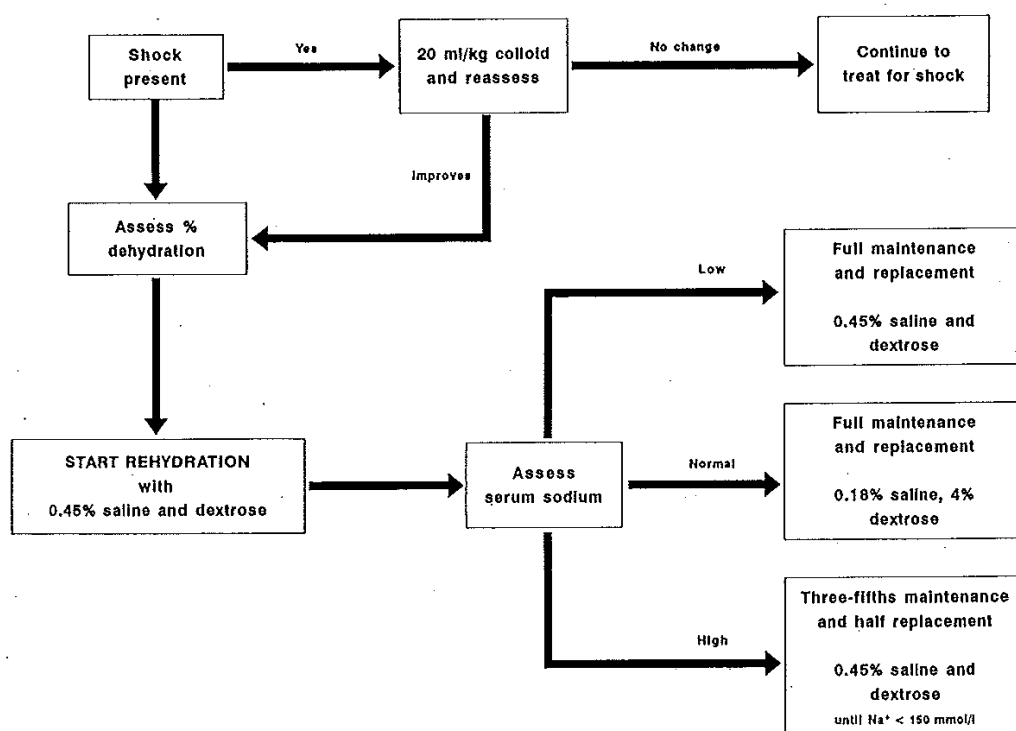 Shock
present
Yes
20 ml/kg colloid
and reassess
No change
Continue to
treat for shock
Improves
Assess %
dehydration
START REHYDRATION
with
0.45% saline and dextrose
Assess
serum sodium
Low
Full maintenance
and replacement
0.45% saline and
dextrose
Normal
Full maintenance
and replacement
0.18% saline, 4%
dextrose
High
Three-fifths maintenance
and half replacement
0.45% saline and
dextrose
until Na⁺ < 150 mmol/l